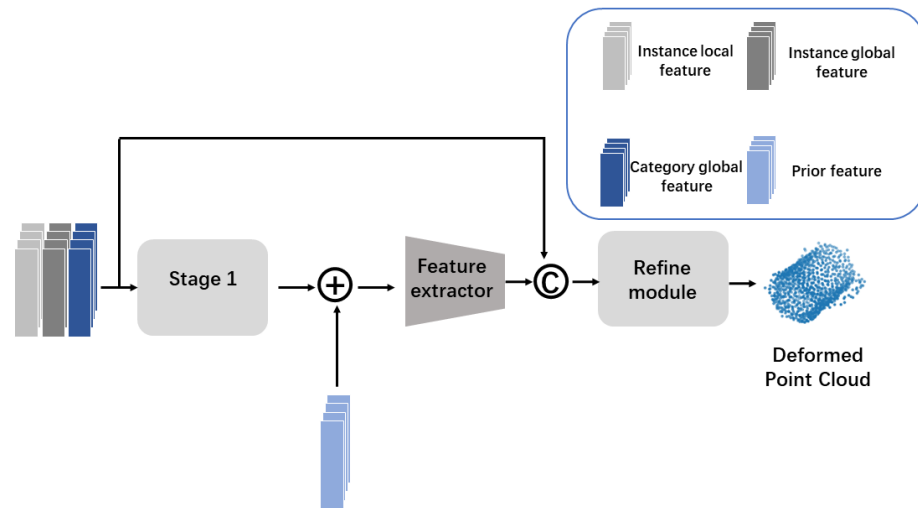 Instance local
feature
Instance global
feature
Category global
feature
Prior feature
Stage 1
+
Feature
extractor
C
Refine
module
Deformed
Point Cloud